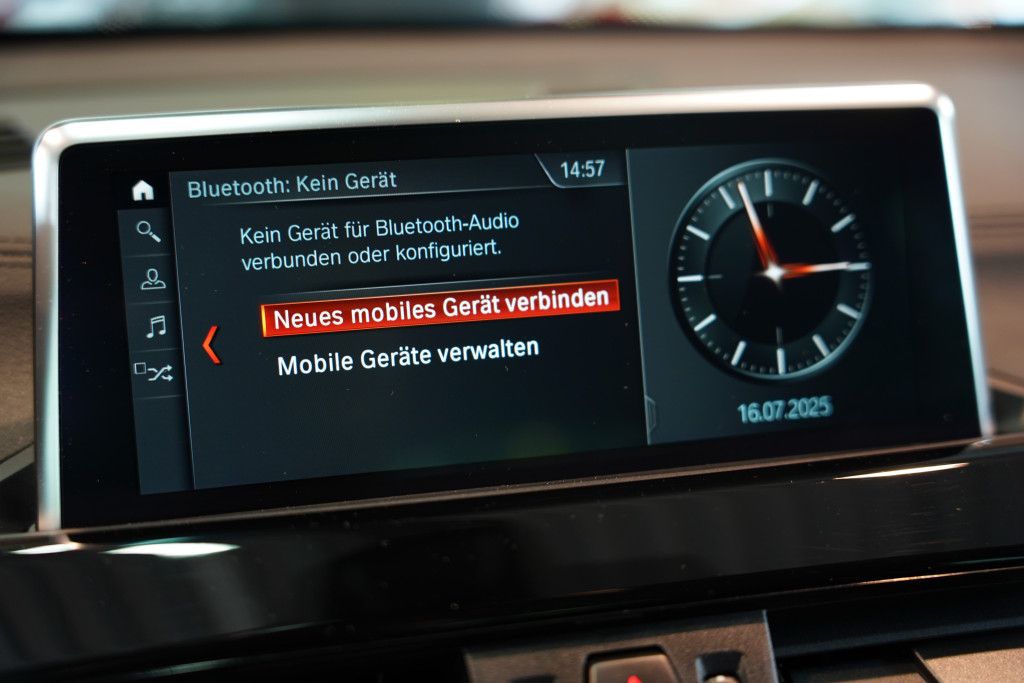 Bluetooth: Kein Gerät
14:57
Kein Gerät für Bluetooth-Audio
verbunden oder konfiguriert.
Neues mobiles Gerät verbinden
Mobile Geräte verwalten
16.07.2025